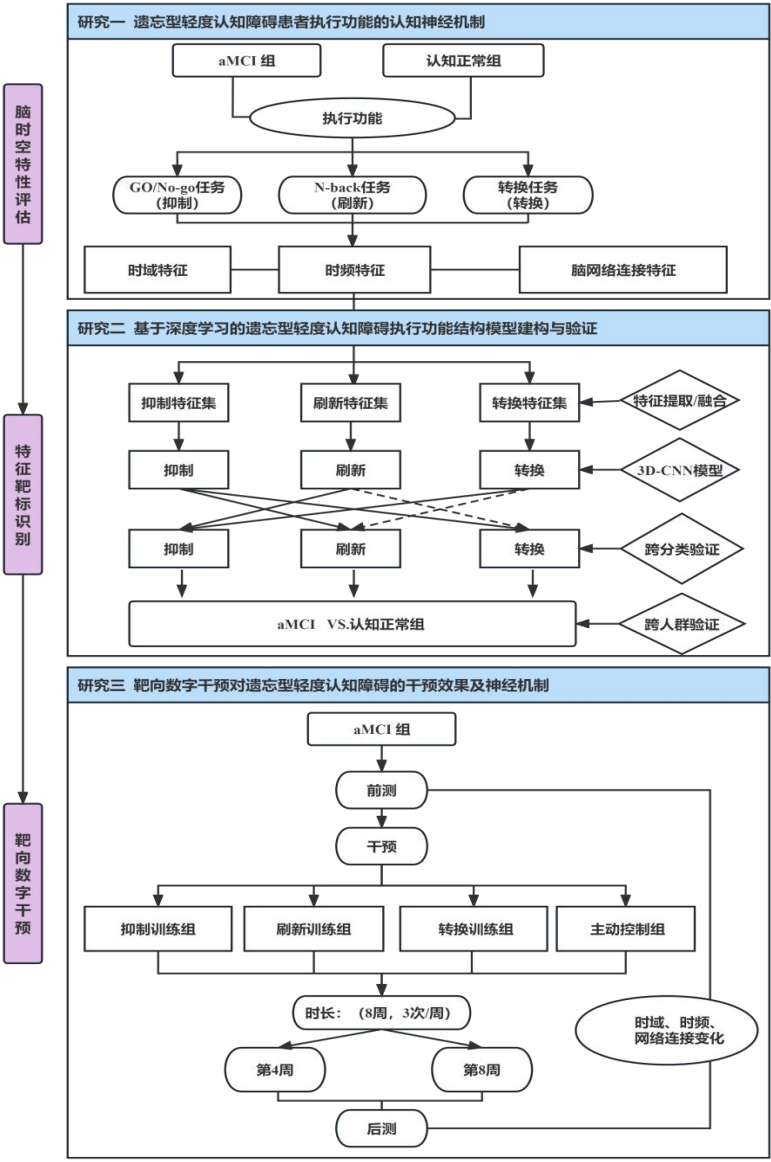 脑时空特性评估
特征靶标识别
靶向数字干预
研究一 遗忘型轻度认知障碍患者执行功能的认知神经机制
aMCI 组
认知正常组
执行功能
GO/No-go任务
（抑制）
N-back任务
（刷新）
转换任务
（转换）
时域特征
时频特征
脑网络连接特征
研究二 基于深度学习的遗忘型轻度认知障碍执行功能结构模型建构与验证
抑制特征集
刷新特征集
转换特征集
特征提取/融合
抑制
刷新
转换
3D-CNN模型
抑制
刷新
转换
跨分类验证
aMCI VS.认知正常组
跨人群验证
研究三 靶向数字干预对遗忘型轻度认知障碍的干预效果及神经机制
aMCI 组
前测
干预
抑制训练组
刷新训练组
转换训练组
主动控制组
时长：（8周，3次/周）
时域、时频、
网络连接变化
第4周
第8周
后测